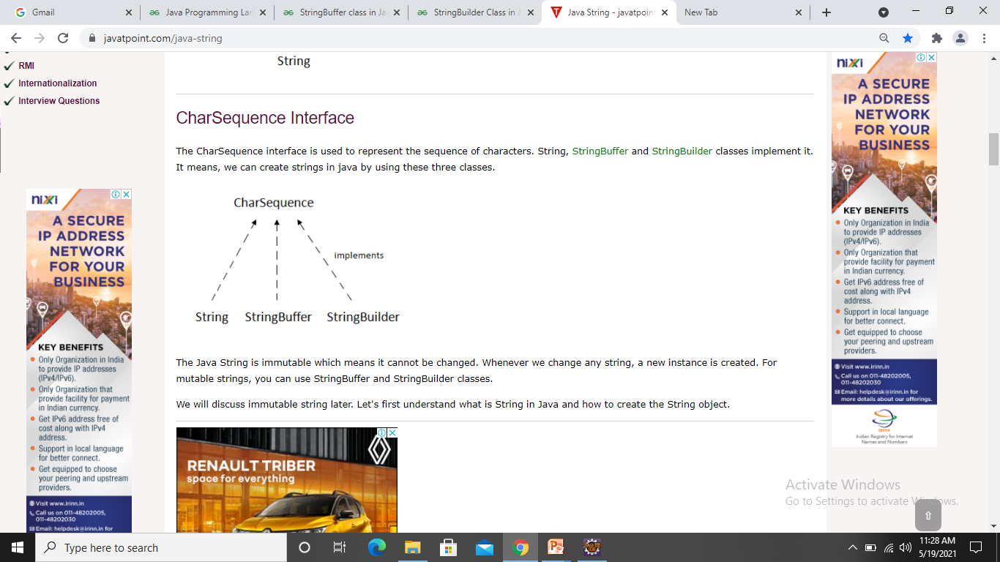 Gmail
Java Programming Lan
StringBuffer class in Ja
StringBuilder Class in J
Java String - javatpoin
New Tab
javatpoint.com/java-string
RMI
Internationalization
Interview Questions
String
CharSequence Interface
The CharSequence interface is used to represent the sequence of characters. String, StringBuffer and StringBuilder classes implement it.
It means, we can create strings in java by using these three classes.
CharSequence
implements
String StringBuffer StringBuilder
The Java String is immutable which means it cannot be changed. Whenever we change any string, a new instance is created. For
mutable strings, you can use StringBuffer and StringBuilder classes.
We will discuss immutable string later. Let's first understand what is String in Java and how to create the String object.
RENAULT TRIBER
space for everything
nixi
A SECURE
IP ADDRESS
NETWORK
FOR YOUR
BUSINESS
KEY BENEFITS
Only Organization in India
to provide IP addresses
(IPv4/IPv6).
Only Organization that
provide facility for payment
in Indian currency.
Get IPv6 address free of
cost along with IPv4
address.
Support in local language
for better connect.
Get equipped to choose
your peering and upstream
providers.
Visit www.irinn.in
Call us on 011-48202005,
011-48202030
Email: helpdesk@irinn.in for
nixi
A SECURE
IP ADDRESS
NETWORK
FOR YOUR
BUSINESS
KEY BENEFITS
Only Organization in India
to provide IP addresses
(IPv4/IPv6).
Only Organization that
provide facility for payment
in Indian currency.
Get IPv6 address free of
cost along with IPv4
address.
Support in local language
for better connect.
Get equipped to choose
your peering and upstream
providers.
Visit www.irinn.in
Call us on 011-48202005,
011-48202030
Email: helpdesk@irinn.in for
more details about our offerings.
IRINN
Indian Registry for Internet
Names and Numbers
Activate Windows
Go to Settings to activate Windows.
Type here to search
Java EE
IDE
11:28 AM
5/19/2021